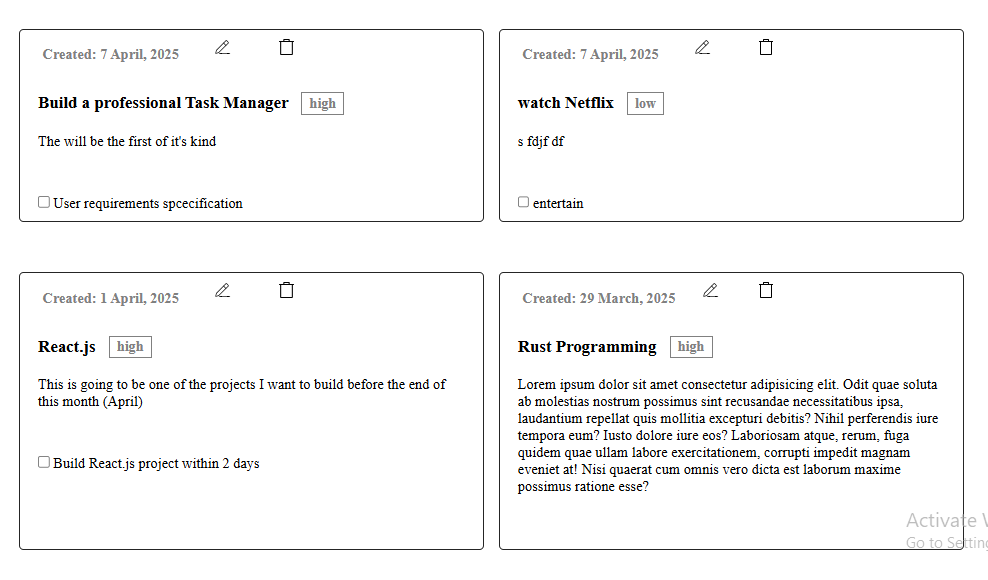 Created: 7 April, 2025
Build a professional Task Manager high
The will be the first of it's kind
User requirements spcecification
Created: 7 April, 2025
watch Netflix low
s fdjf df
entertain
Created: 1 April, 2025
React.js high
This is going to be one of the projects I want to build before the end of
this month (April)
Build React.js project within 2 days
Created: 29 March, 2025
Rust Programming high
Lorem ipsum dolor sit amet consectetur adipisicing elit. Odit quae soluta
ab molestias nostrum possimus sint recusandae necessitatibus ipsa,
laudantium repellat quis mollitia excepturi debitis? Nihil perferendis iure
tempora eum? Iusto dolore iure eos? Laboriosam atque, rerum, fuga
quidem quae ullam labore exercitationem, corrupti impedit magnam
eveniet at! Nisi quaerat cum omnis vero dicta est laborum maxime
possimus ratione esse?
Activate
Go to Setting